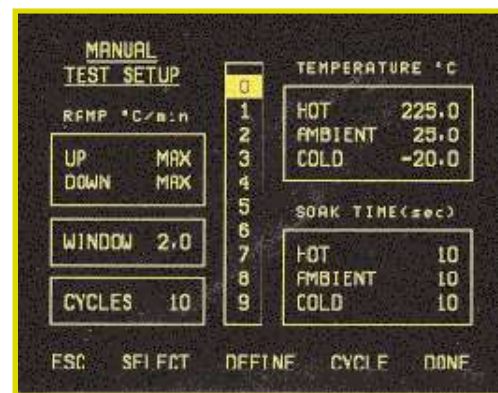 MANUAL
TEST SETUP
RAMP °C/min
UP MAX
DOWN MAX
WINDOW 2.0
CYCLES 10
0
1
2
3
4
5
6
7
8
9
TEMPERATURE °C
HOT 225.0
AMBIENT 25.0
COLD -20.0
SOAK TIME(sec)
HOT 10
AMBIENT 10
COLD 10
ESC SELECT DEFINE CYCLE DONE